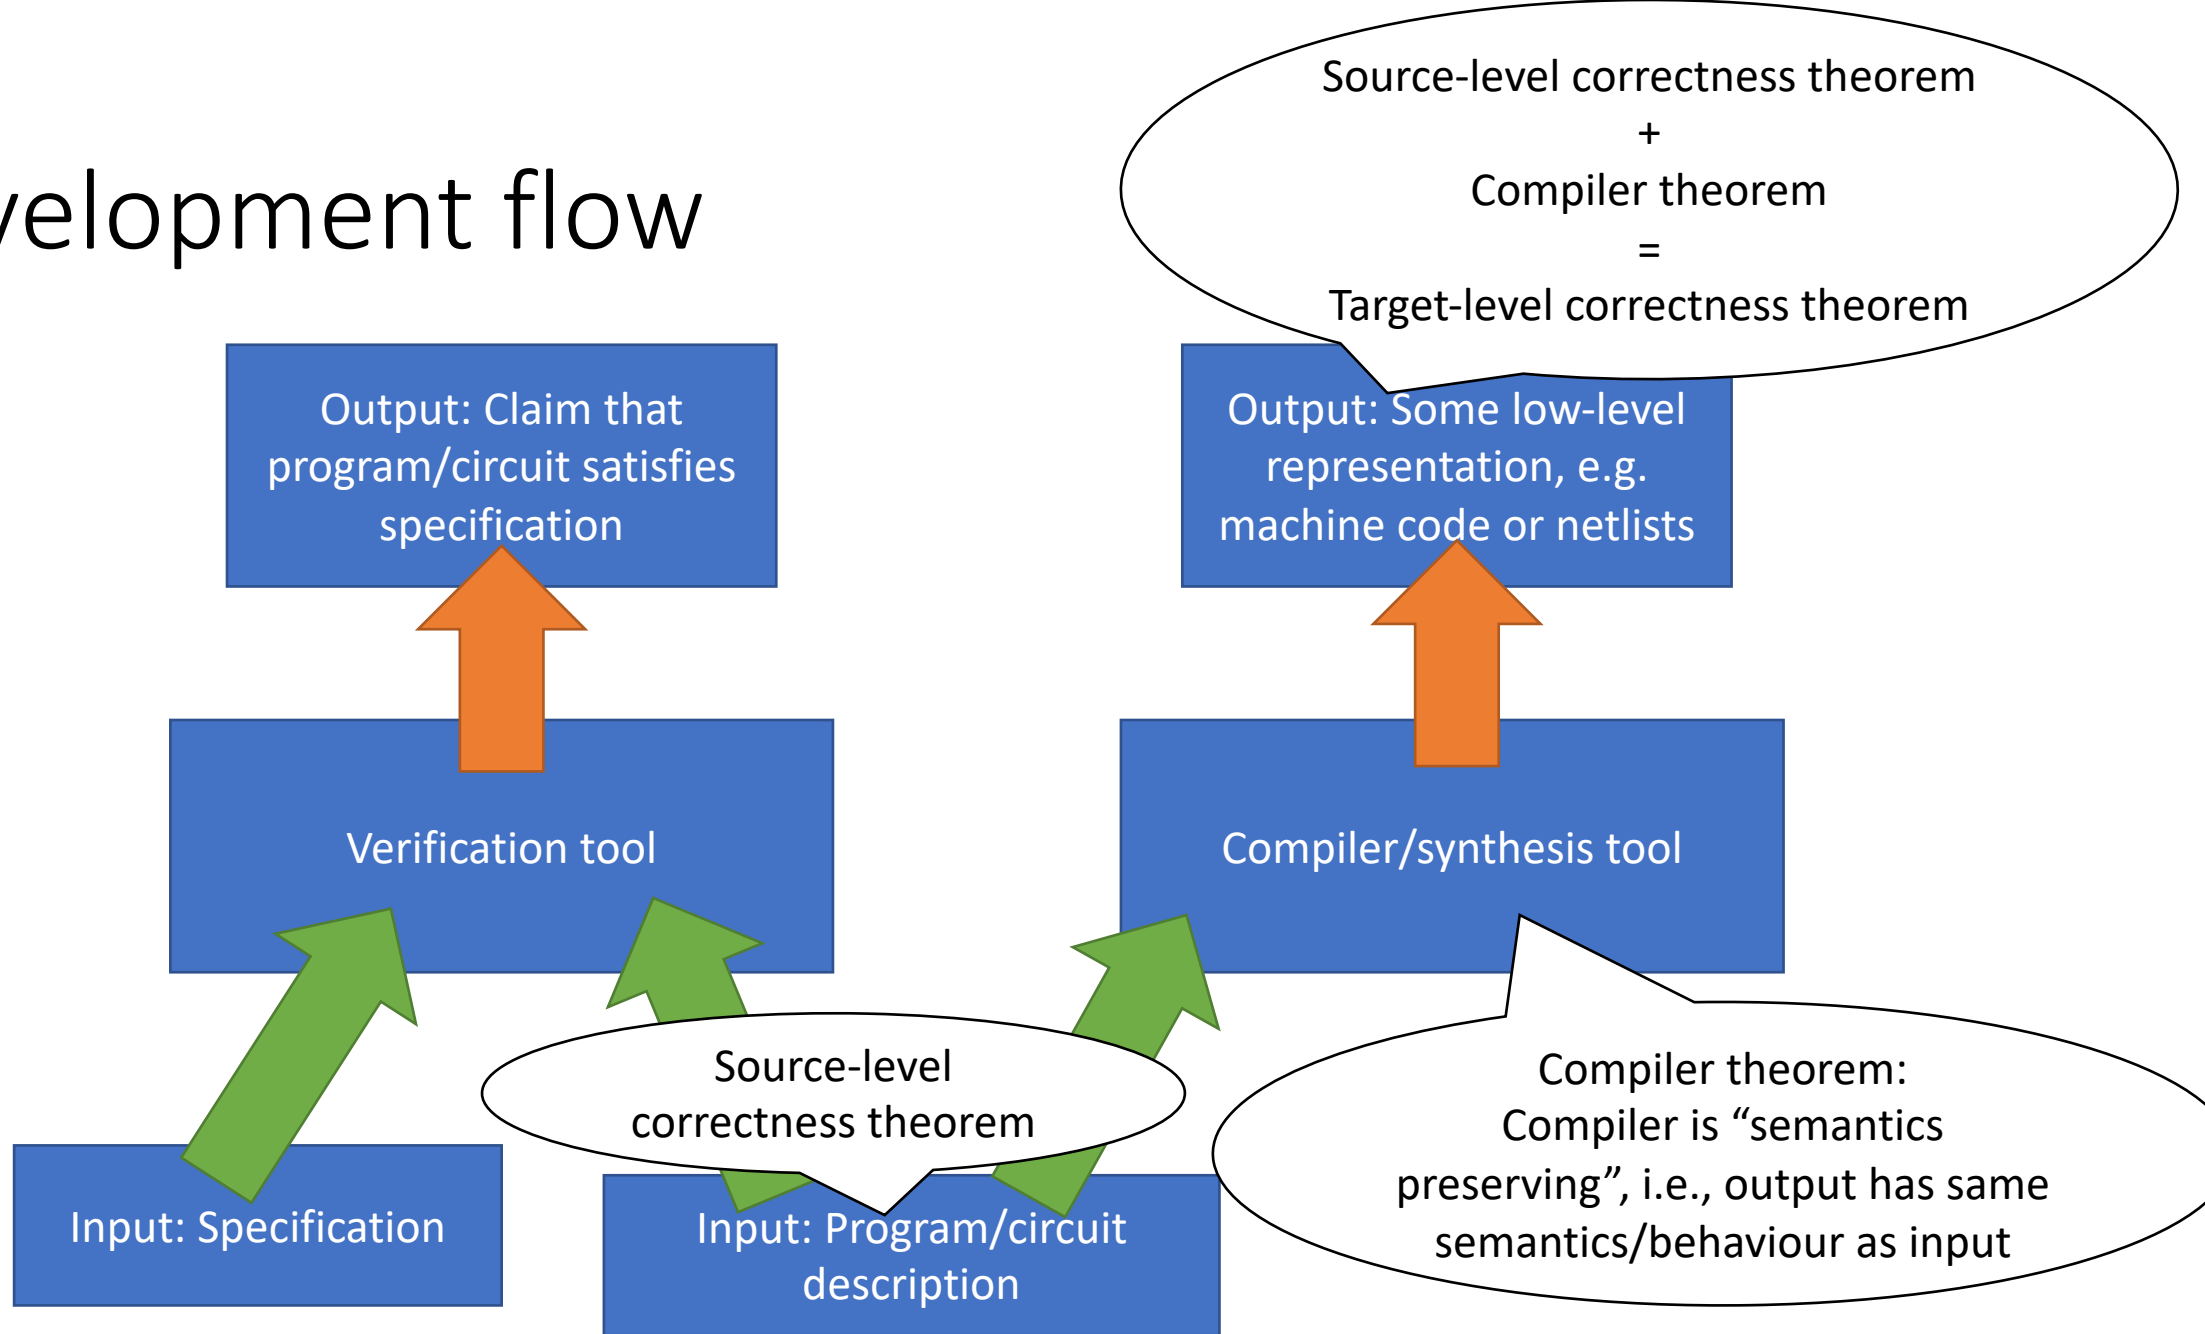 velopment flow
Source-level correctness theorem
+
Compiler theorem
=
Target-level correctness theorem
Output: Claim that
program/circuit satisfies
specification
Output: Some low-level
representation, e.g.
machine code or netlists
Verification tool
Compiler/synthesis tool
Source-level
correctness theorem
Compiler theorem:
Compiler is “semantics
preserving”, i.e., output has same
semantics/behaviour as input
Input: Specification
Input: Program/circuit
description